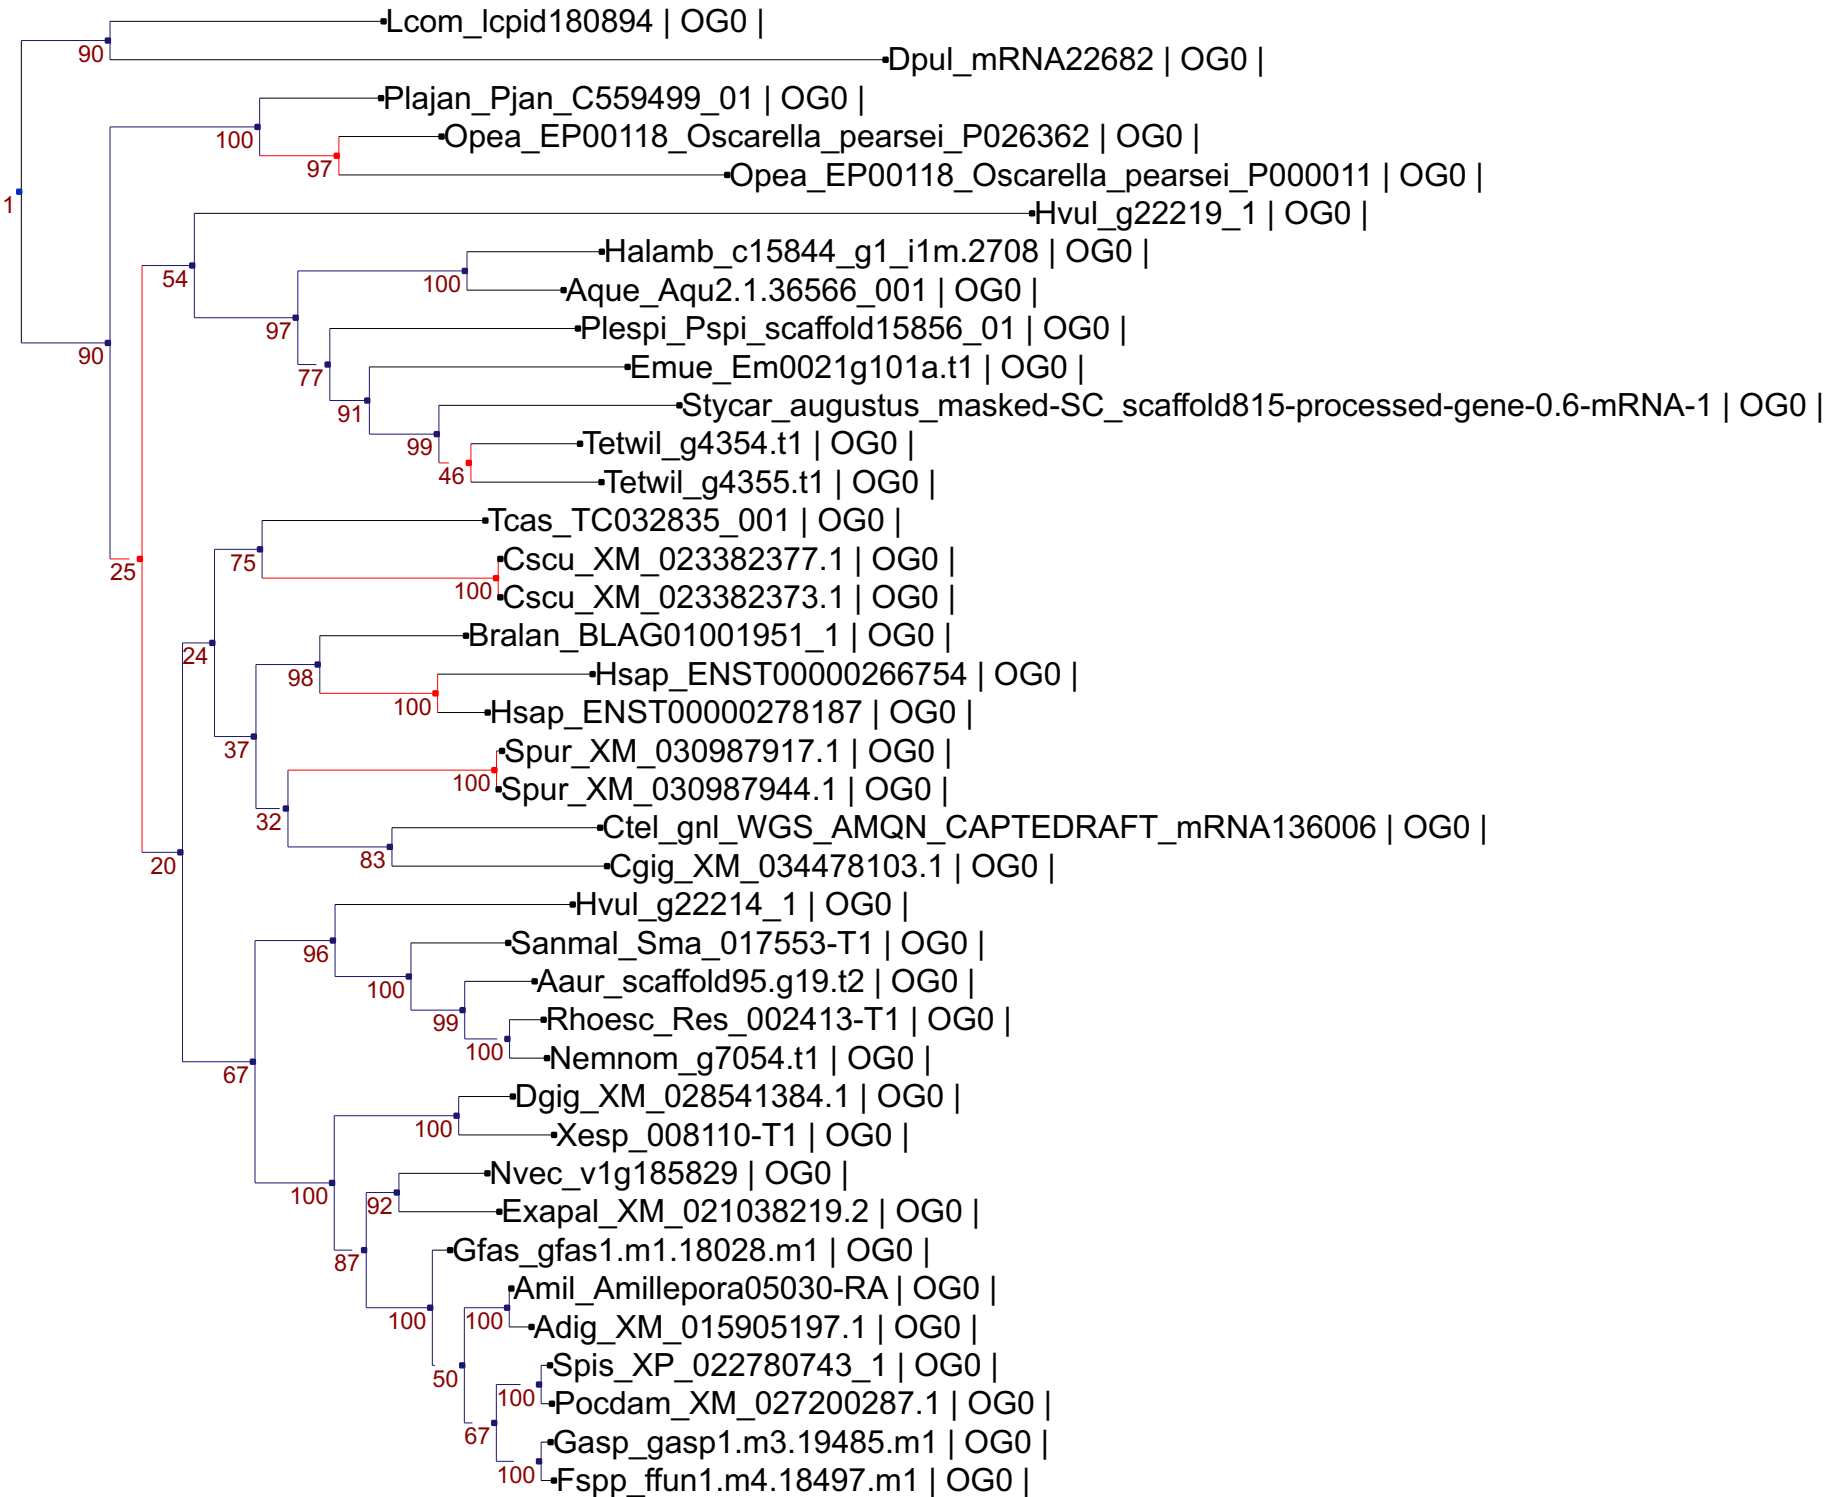 Lcom_lcpid180894 | OG0 |
90
Dpul_mRNA22682 | OG0 |
Plajan_Pjan_C559499_01 | OG0 |
100
Opea_EP00118_Oscarella_pearsei_P026362 | OG0 |
97
Opea_EP00118_Oscarella_pearsei_P000011 | OG0 |
1
Hvul_g22219_1 | OG0 |
54
Halamb_c15844_g1_i1m.2708 | OG0 |
100
Aque_Aqu2.1.36566_001 | OG0 |
97
Plespi_Pspi_scaffold15856_01 | OG0 |
90
77
Emue_Em0021g101a.t1 | OG0 |
91
Stycar_augustus_masked-SC_scaffold815-processed-gene-0.6-mRNA-1 | OG0 |
99
Tetwil_g4354.t1 | OG0 |
46
Tetwil_g4355.t1 | OG0 |
Tcas_TC032835_001 | OG0 |
75
25
Cscu_XM_023382377.1 | OG0 |
100
Cscu_XM_023382373.1 | OG0 |
Bralan_BLAG01001951_1 | OG0 |
24
98
Hsap_ENST00000266754 | OG0 |
100
Hsap_ENST00000278187 | OG0 |
37
Spur_XM_030987917.1 | OG0 |
100
Spur_XM_030987944.1 | OG0 |
32
Ctel_gnl_WGS_AMQN_CAPTEDRAFT_mRNA136006 | OG0 |
83
20
Cgig_XM_034478103.1 | OG0 |
Hvul_g22214_1 | OG0 |
96
Sanmal_Sma_017553-T1 | OG0 |
100
Aaur_scaffold95.g19.t2 | OG0 |
99
Rhoesc_Res_002413-T1 | OG0 |
100
Nemnom_g7054.t1 | OG0 |
67
Dgig_XM_028541384.1 | OG0 |
100
Xesp_008110-T1 | OG0 |
Nvec_v1g185829 | OG0 |
100
92
Exapal_XM_021038219.2 | OG0 |
87
Gfas_gfas1.m1.18028.m1 | OG0 |
Amil_Amillepora05030-RA | OG0 |
100
100
Adig_XM_015905197.1 | OG0 |
50
Spis_XP_022780743_1 | OG0 |
100
Pocdam_XM_027200287.1 | OG0 |
67
Gasp_gasp1.m3.19485.m1 | OG0 |
100
Fspp_ffun1.m4.18497.m1 | OG0 |